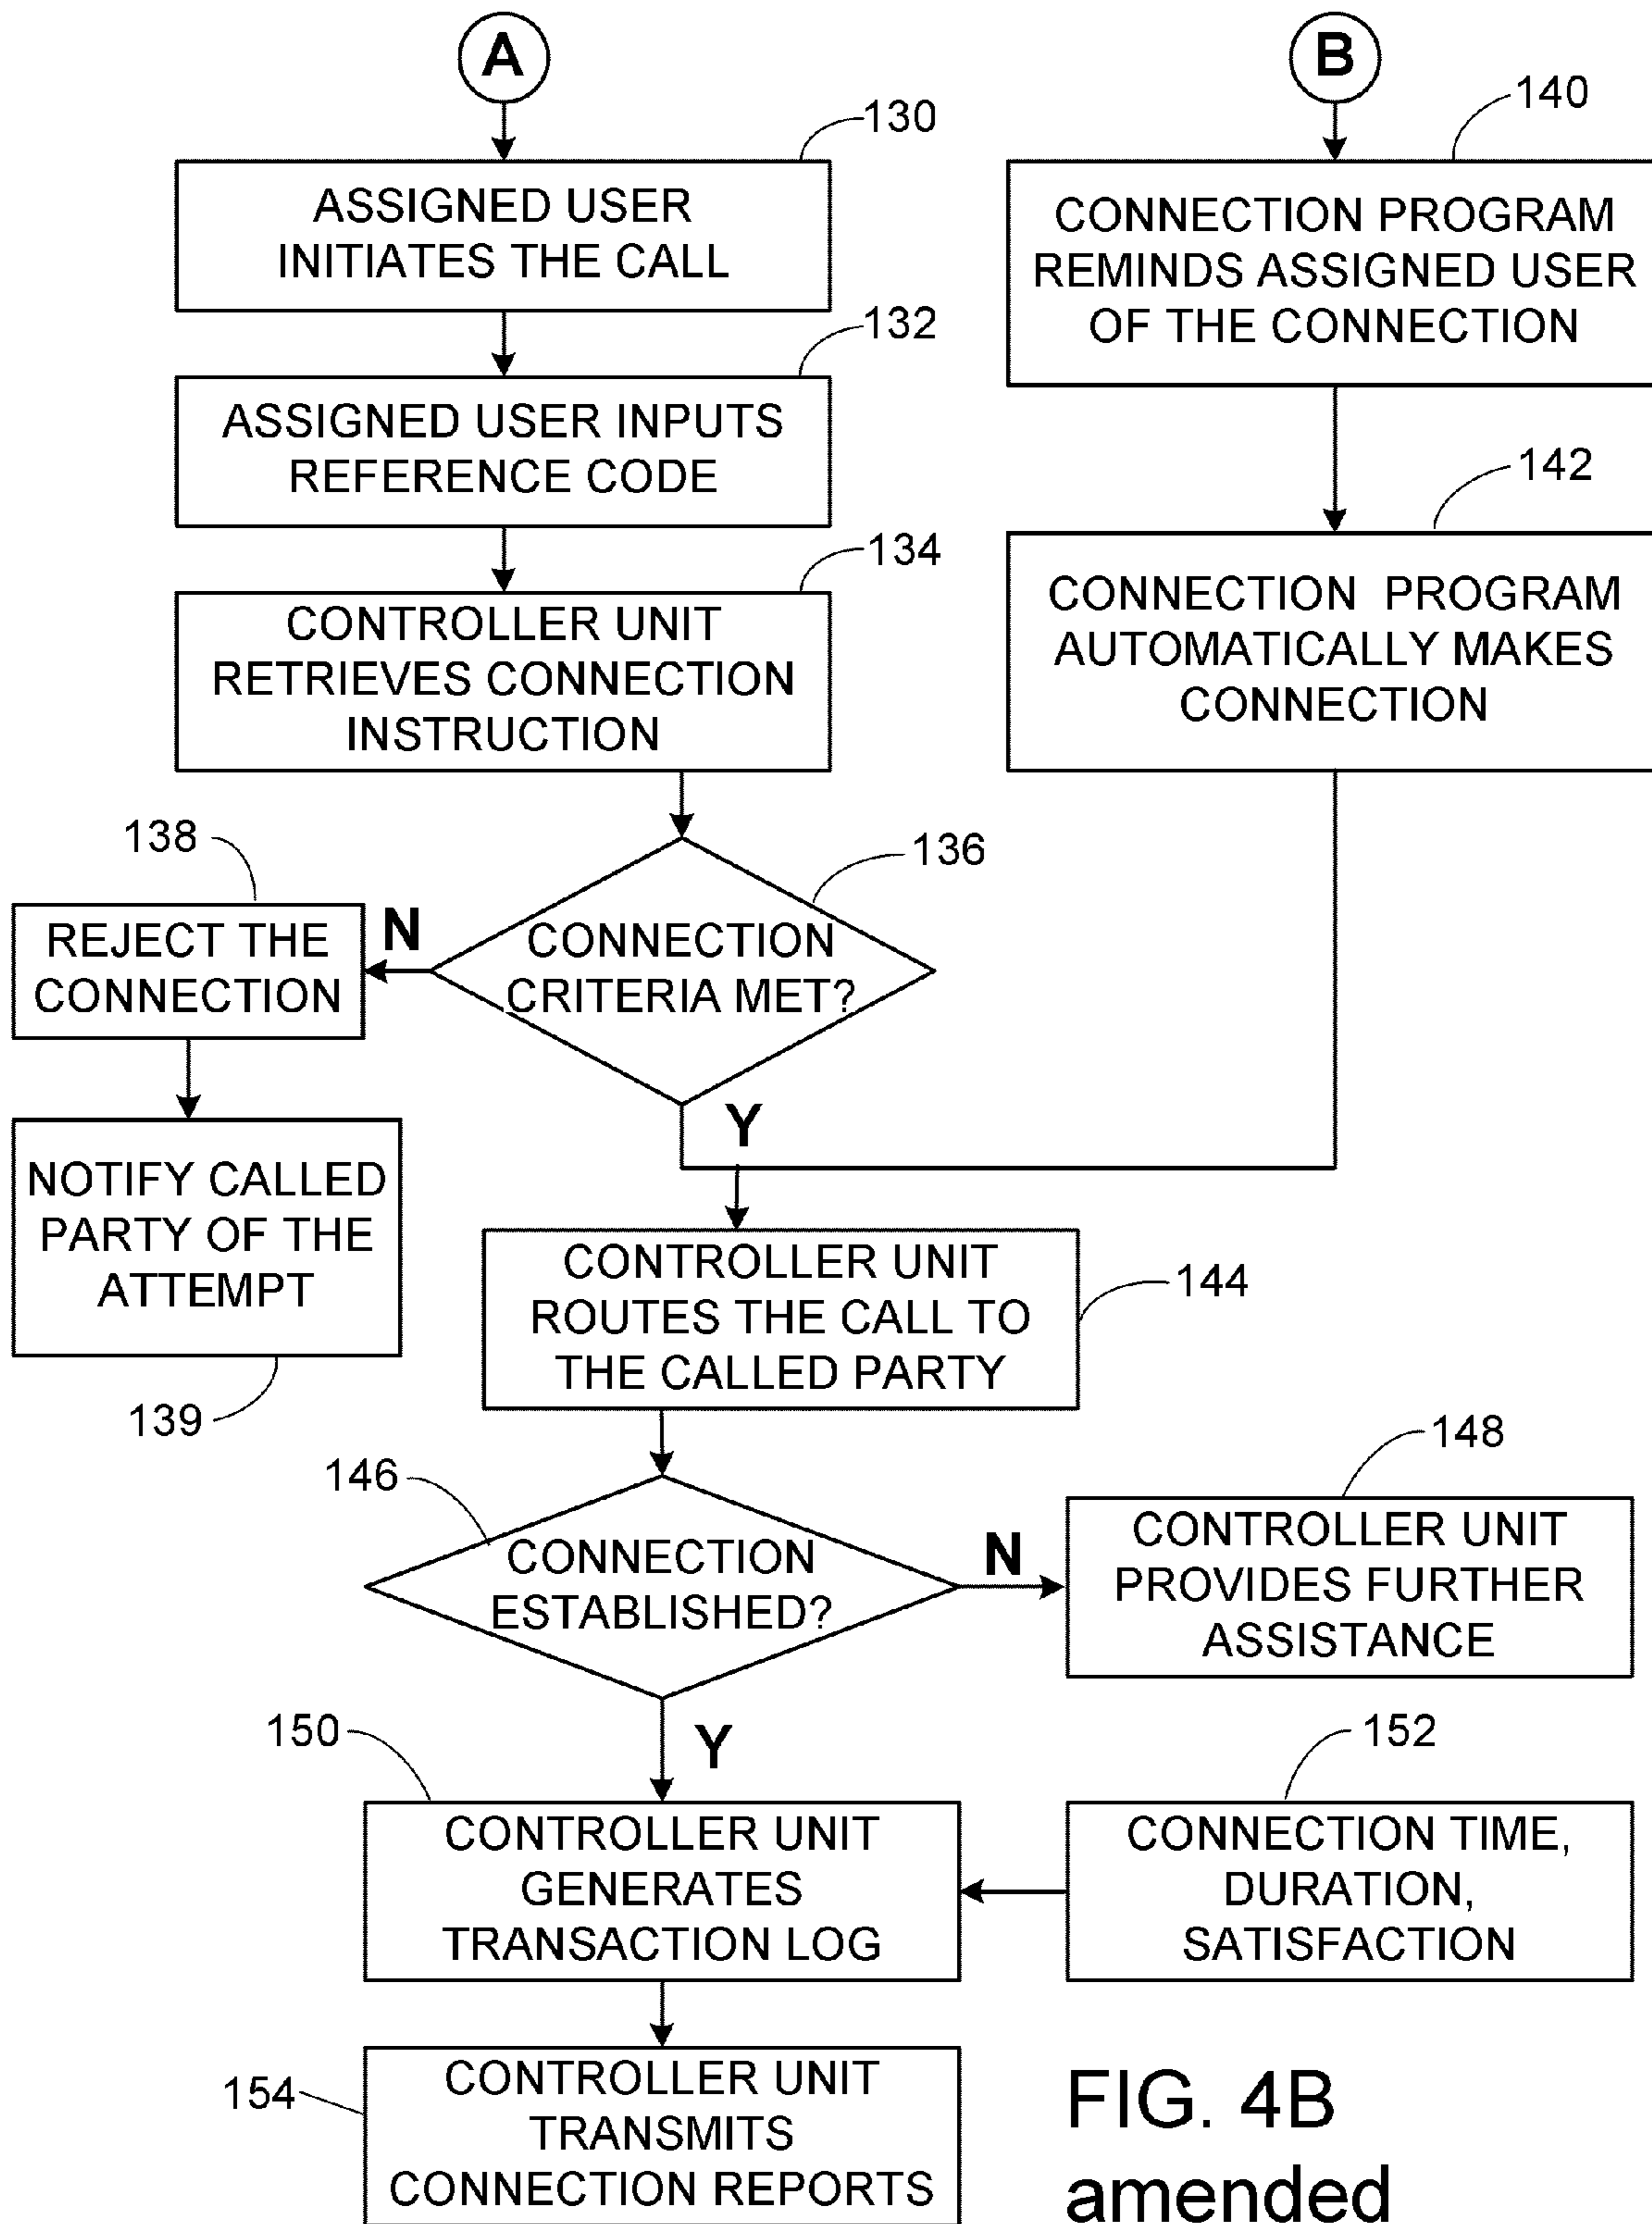 A
130
ASSIGNED USER
INITIATES THE CALL
132
ASSIGNED USER INPUTS
REFERENCE CODE
134
CONTROLLER UNIT
RETRIEVES CONNECTION
INSTRUCTION
136
CONNECTION
CRITERIA MET?
N
138
REJECT THE
CONNECTION
NOTIFY CALLED
PARTY OF THE
ATTEMPT
139
B
140
CONNECTION PROGRAM
REMINDS ASSIGNED USER
OF THE CONNECTION
142
CONNECTION PROGRAM
AUTOMATICALLY MAKES
CONNECTION
Y
CONTROLLER UNIT
ROUTES THE CALL TO
THE CALLED PARTY
144
146
CONNECTION
ESTABLISHED?
N
148
CONTROLLER UNIT
PROVIDES FURTHER
ASSISTANCE
Y
150
CONTROLLER UNIT
GENERATES
TRANSACTION LOG
152
CONNECTION TIME,
DURATION,
SATISFACTION
154
CONTROLLER UNIT
TRANSMITS
CONNECTION REPORTS
FIG. 4B
amended